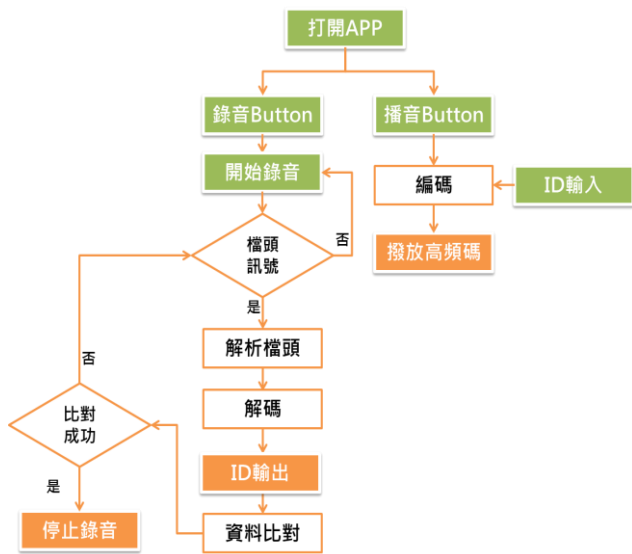 打開APP
錄音Button
播音Button
開始錄音
編碼
ID輸入
檔頭
訊號
否
撥放高頻碼
是
解析檔頭
否
解碼
比對
成功
ID輸出
是
停止錄音
資料比對